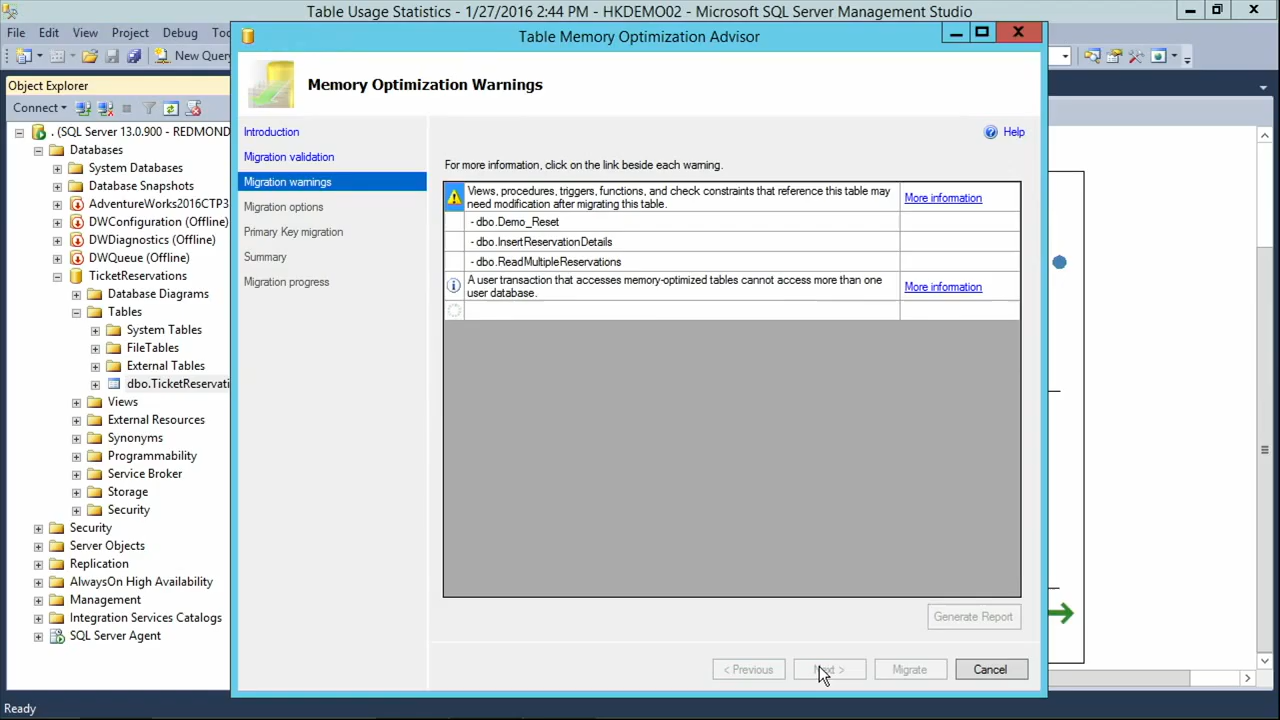 Table Usage Statistics - 1/27/2016 2:44 PM - HKDEMO02 - Microsoft SQL Server Management Studio
File Edit View Project Debug
Table Memory Optimization Advisor
New Query
Object Explorer
Connect
. (SQL Server 13.0.900 - REDMOND
Databases
System Databases
Database Snapshots
AdventureWorks2016CTP3
DWConfiguration (Offline)
DWDiagnostics (Offline)
DWQueue (Offline)
TicketReservations
Database Diagrams
Tables
System Tables
FileTables
External Tables
dbo.TicketReservati
Views
External Resources
Synonyms
Programmability
Service Broker
Storage
Security
Security
Server Objects
Replication
AlwaysOn High Availability
Management
Integration Services Catalogs
SQL Server Agent
Memory Optimization Warnings
Introduction
Migration validation
Migration warnings
Migration options
Primary Key migration
Summary
Migration progress
Help
For more information, click on the link beside each warning.
Views, procedures, triggers, functions, and check constraints that reference this table may
need modification after migrating this table.
More information
- dbo.Demo_Reset
- dbo.InsertReservationDetails
- dbo.ReadMultipleReservations
A user transaction that accesses memory-optimized tables cannot access more than one
user database.
More information
Generate Report
< Previous
Next >
Migrate
Cancel
Ready